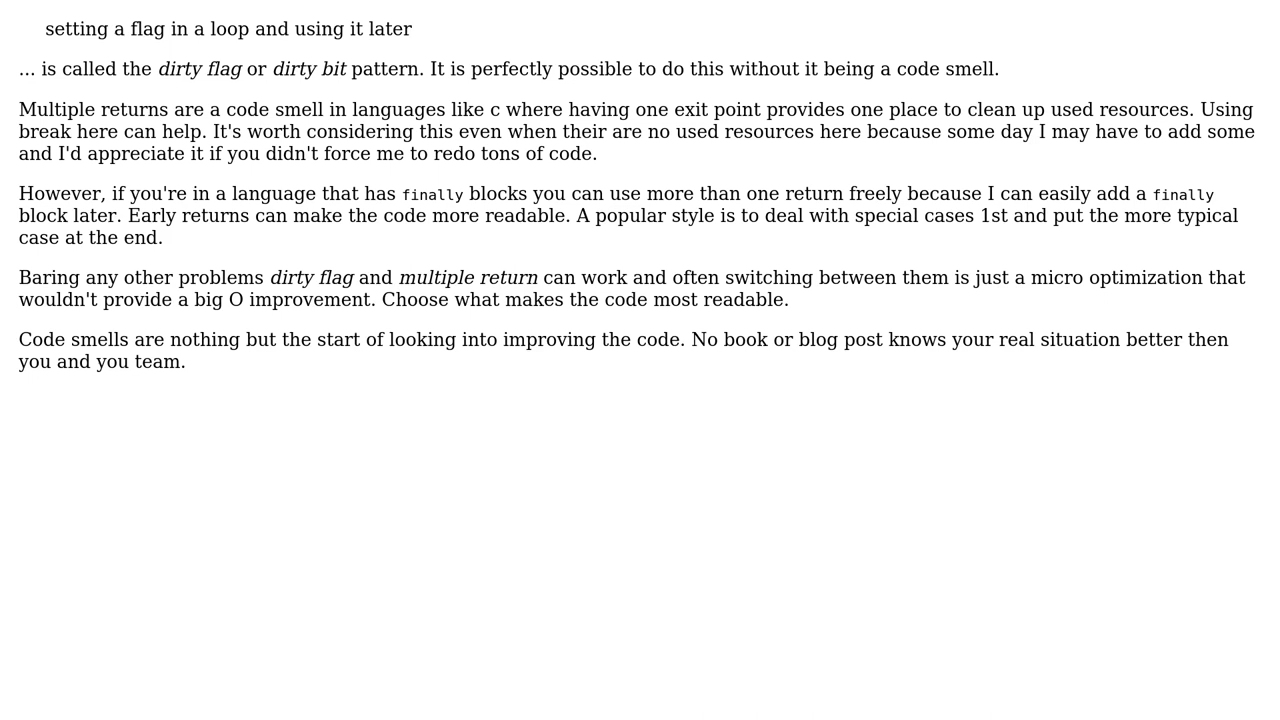 setting a flag in a loop and using it later
... is called the dirty flag or dirty bit pattern. It is perfectly possible to do this without it being a code smell.
Multiple returns are a code smell in languages like c where having one exit point provides one place to clean up used resources. Using
break here can help. It's worth considering this even when their are no used resources here because some day I may have to add some
and I'd appreciate it if you didn't force me to redo tons of code.
However, if you're in a language that has finally blocks you can use more than one return freely because I can easily add a finally
block later. Early returns can make the code more readable. A popular style is to deal with special cases 1st and put the more typical
case at the end.
Baring any other problems dirty flag and multiple return can work and often switching between them is just a micro optimization that
wouldn't provide a big O improvement. Choose what makes the code most readable.
Code smells are nothing but the start of looking into improving the code. No book or blog post knows your real situation better then
you and you team.